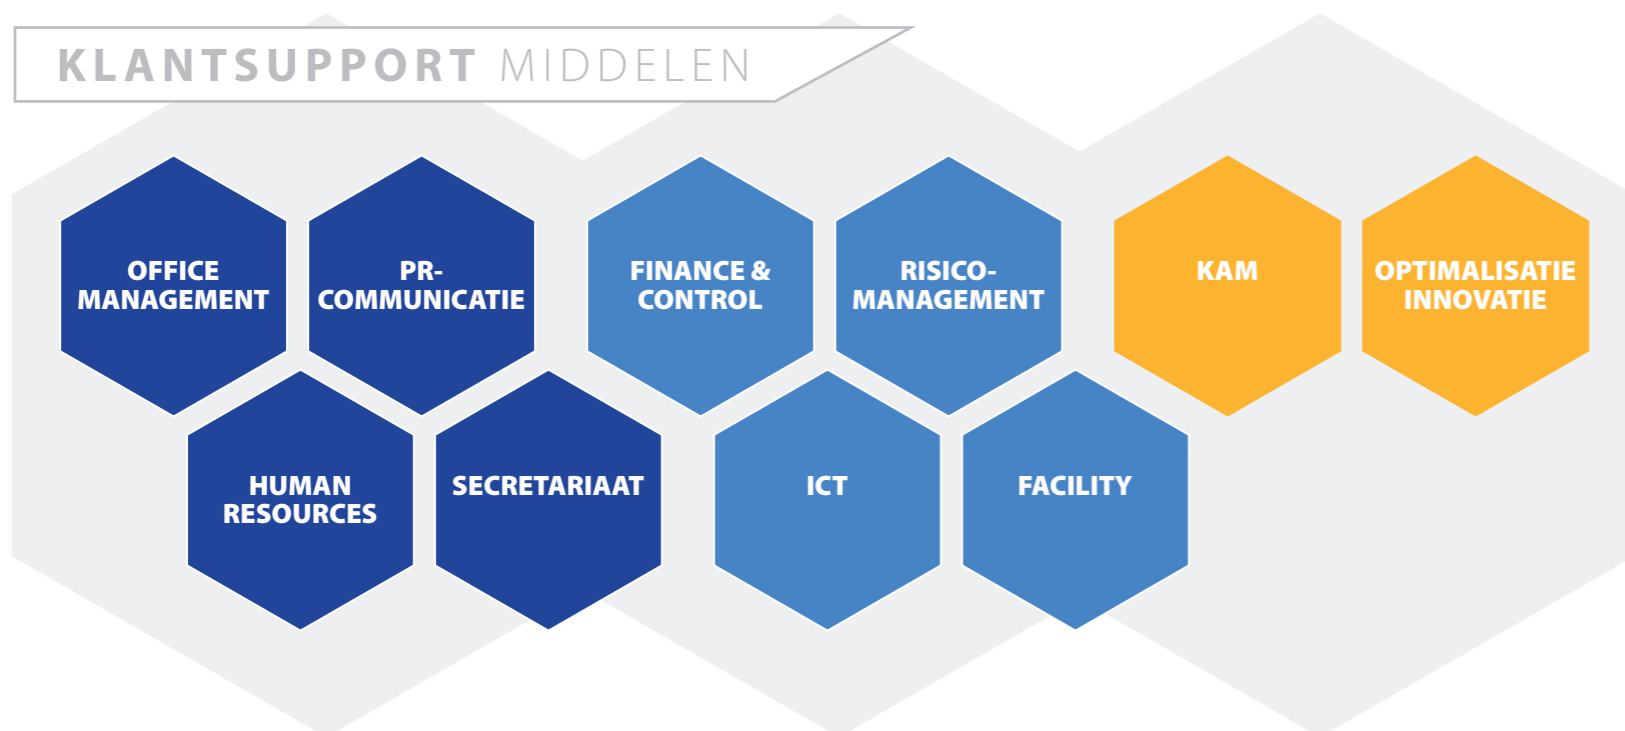 KLANTSUPPORT MIDDELEN
OFFICE
MANAGEMENT
PR-
COMMUNICATIE
FINANCE &
CONTROL
RISICO-
MANAGEMENT
KAM
OPTIMALISATIE
INNOVATIE
HUMAN
RESOURCES
SECRETARIAAT
ICT
FACILITY